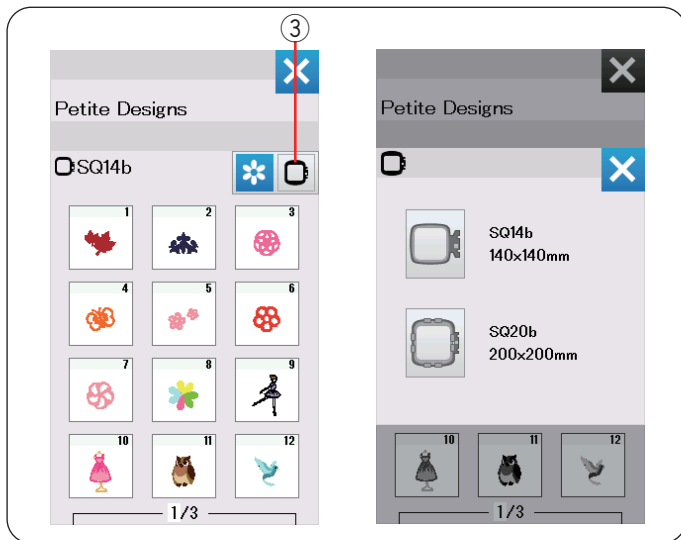 ③
Petite Designs
SQ14b
1 2 3
4 5 6
7 8 9
10 11 12
1/3
Petite Designs
SQ14b
140x140mm
SQ20b
200x200mm
10 11 12
1/3